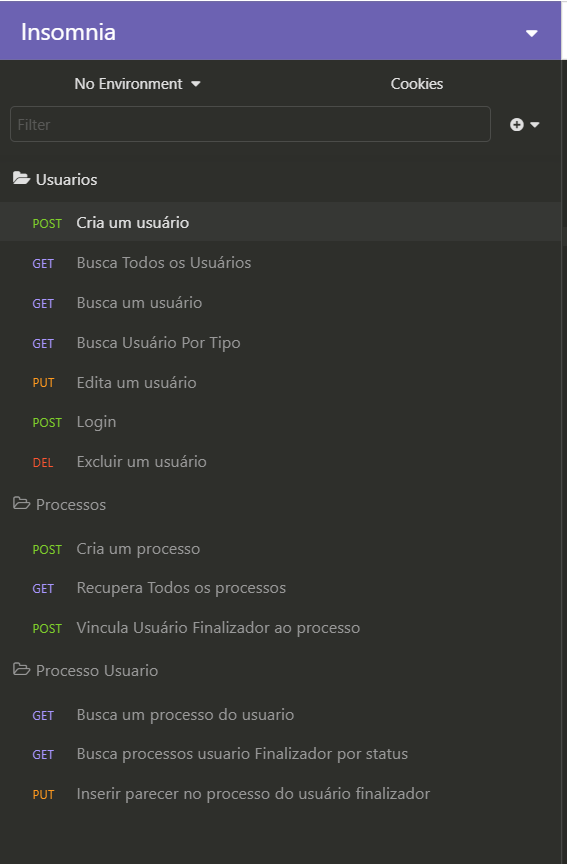 Insomnia
No Environment Cookies
Filter
Usuarios
POST Cria um usuário
GET Busca Todos os Usuários
GET Busca um usuário
GET Busca Usuário Por Tipo
PUT Edita um usuário
POST Login
DEL Excluir um usuário
Processos
POST Cria um processo
GET Recupera Todos os processos
POST Vincula Usuário Finalizador ao processo
Processo Usuario
GET Busca um processo do usuario
GET Busca processos usuario Finalizador por status
PUT Inserir parecer no processo do usuário finalizador